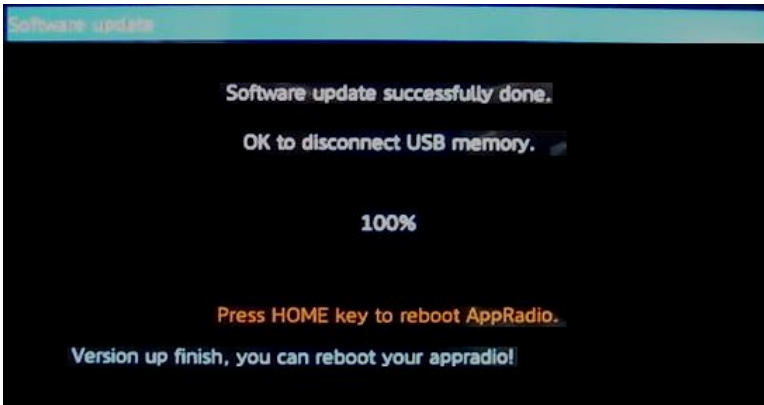 Software update
Software update successfully done.
OK to disconnect USB memory.
100%
Press HOME key to reboot AppRadio.
Version up finish, you can reboot your appradio!